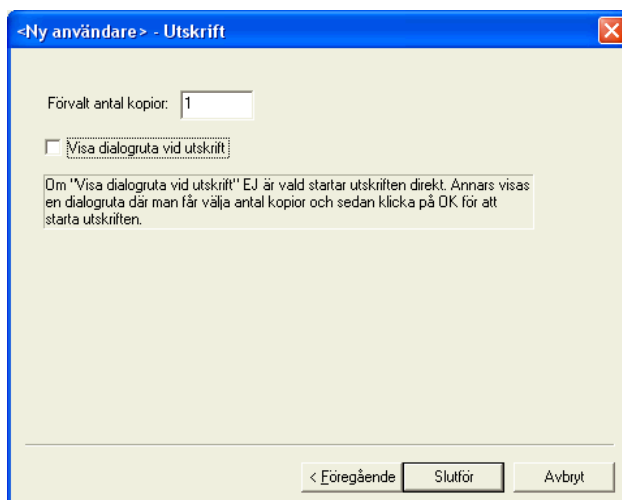 <Ny användare> - Utskrift
Förvalt antal kopior: 1
Visa dialogruta vid utskrift
Om "Visa dialogruta vid utskrift" EJ är vald startar utskriften direkt. Annars visas
en dialogruta där man får välja antal kopior och sedan klicka på OK för att
starta utskriften.
< Föregående Slutför Avbryt